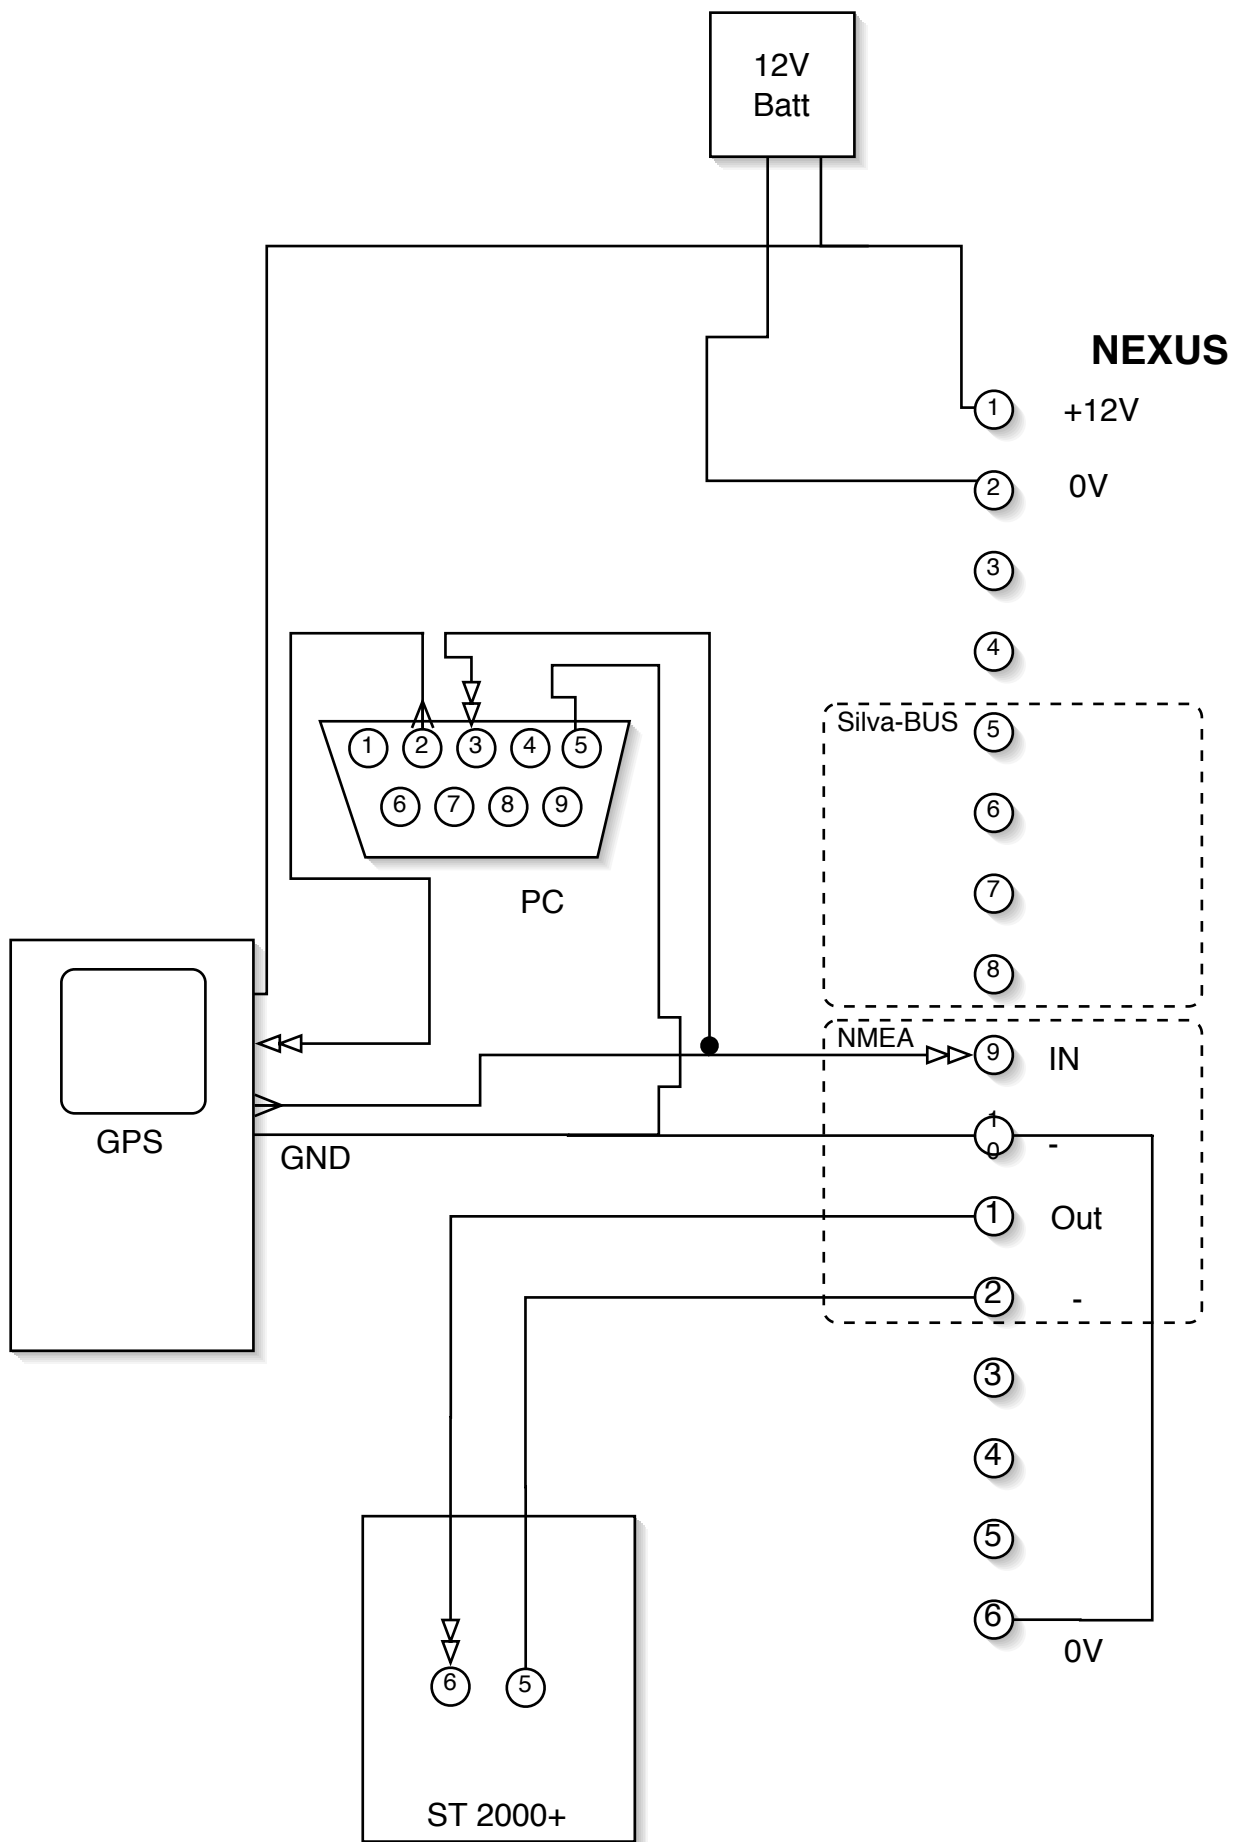 12V
Batt
NEXUS
1 +12V
2 0V
3
4
Silva-BUS 5
6
7
8
1 2 3 4 5
6 7 8 9
PC
NMEA 9 IN
1
0 -
GPS
GND
1 Out
2 -
3
4
5
6
0V
6 5
ST 2000+